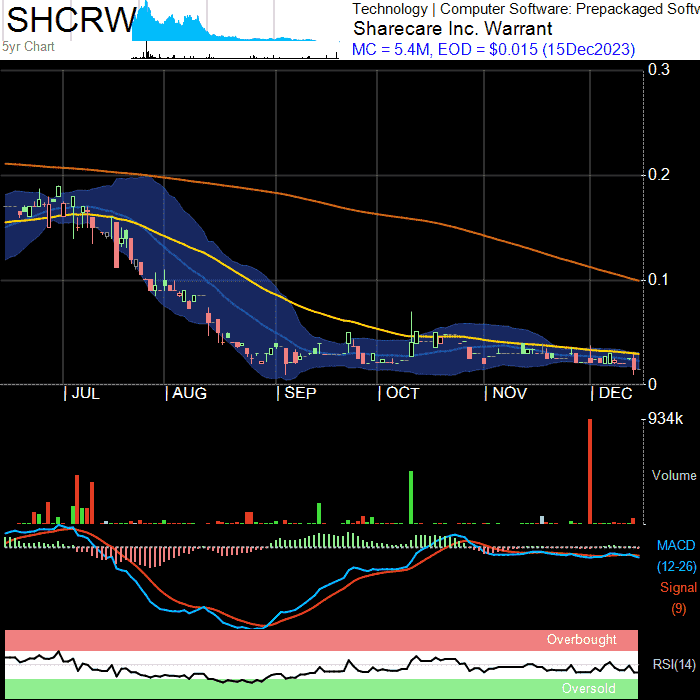 SHCRW
Technology | Computer Software: Prepackaged Softw
Sharecare Inc. Warrant
5yr Chart
MC = 5.4M, EOD = $0.015 (15Dec2023)
0.3
0.2
0.1
0
| JUL | AUG | SEP | OCT | NOV | DEC
934k
Volume
MACD
(12-26)
Signal
(9)
Overbought
RSI(14)
Oversold